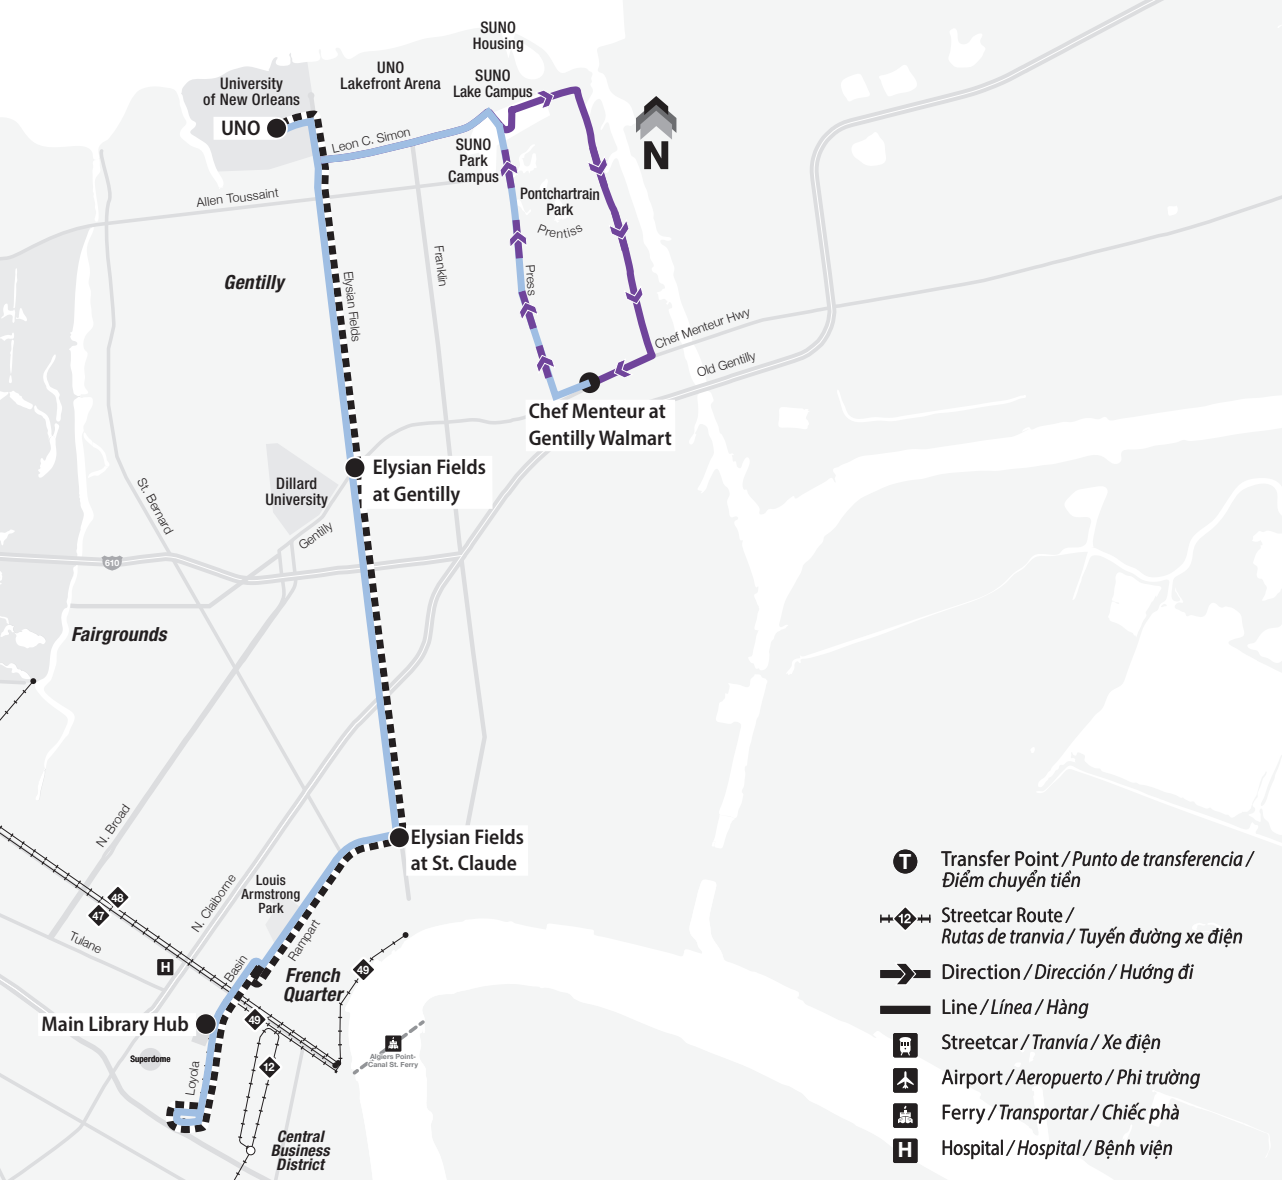 SUNO
Housing
UNO
Lakefront Arena
SUNO
Lake Campus
University
of New Orleans
UNO
Leon C. Simon
SUNO
Park
Campus
N
Allen Toussaint
Pontchartrain
Park
Prentiss
Gentilly
Franklin
Press
Elysian Fields
Chef Menteur Hwy
Old Gentilly
Chef Menteur at
Gentilly Walmart
Elysian Fields
at Gentilly
Dillard
University
St. Bernard
Gentilly
610
Fairgrounds
N. Broad
Elysian Fields
at St. Claude
Louis
Armstrong
Park
N. Claiborne
48
47
Tulane
H
Basin
Rampart
French
Quarter
49
Main Library Hub
49
Superdome
Loyola
12
Algiers Point-
Canal St. Ferry
Central
Business
District
T
Transfer Point / Punto de transferencia /
Điểm chuyển tiền
12
Streetcar Route /
Rutas de tranvia / Tuyến đường xe điện
Direction / Dirección / Hướng đi
Line / Línea / Hàng
Streetcar / Tranvía / Xe điện
Airport / Aeropuerto / Phi trường
Ferry / Transportar / Chiếc phà
H
Hospital / Hospital / Bệnh viện